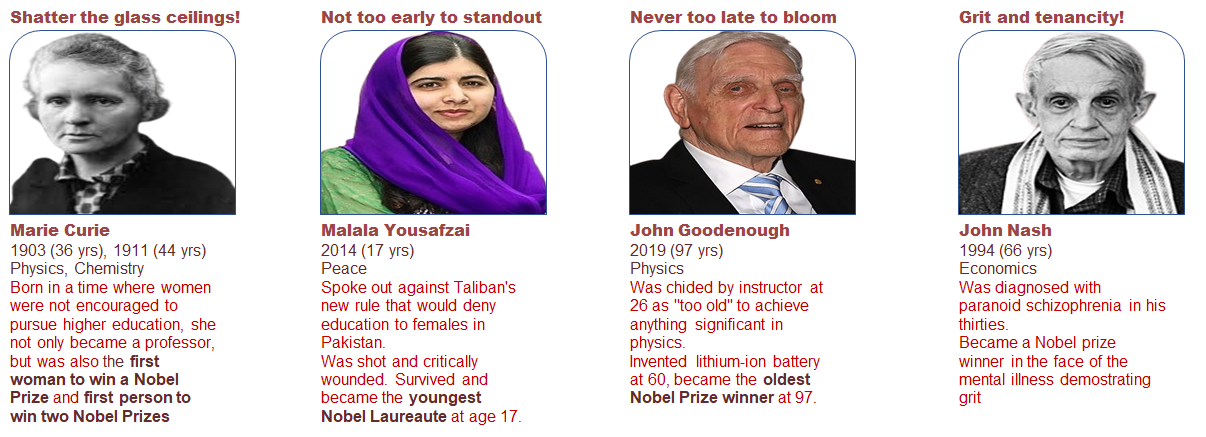 Shatter the glass ceilings!
Marie Curie
1903 (36 yrs), 1911 (44 yrs)
Physics, Chemistry
Born in a time where women
were not encouraged to
pursue higher education, she
not only became a professor,
but was also the first
woman to win a Nobel
Prize and first person to
win two Nobel Prizes
Not too early to standout
Malala Yousafzai
2014 (17 yrs)
Peace
Spoke out against Taliban's
new rule that would deny
education to females in
Pakistan.
Was shot and critically
wounded. Survived and
became the youngest
Nobel Laureaute at age 17.
Never too late to bloom
John Goodenough
2019 (97 yrs)
Physics
Was chided by instructor at
26 as "too old" to achieve
anything significant in
physics.
Invented lithium-ion battery
at 60, became the oldest
Nobel Prize winner at 97.
Grit and tenancity!
John Nash
1994 (66 yrs)
Economics
Was diagnosed with
paranoid schizophrenia in his
thirties.
Became a Nobel prize
winner in the face of the
mental illness demostrating
grit